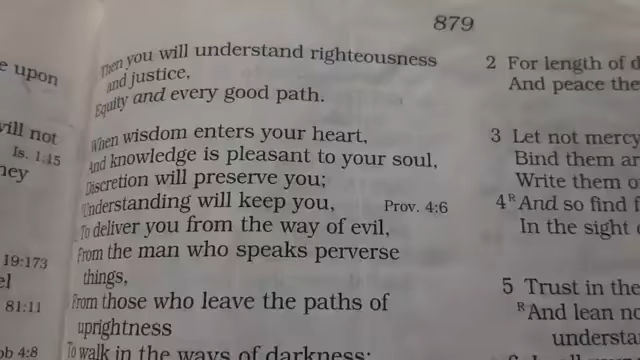 879
e upon
vill not
Is. 1:15
ney
19:173
el
81:11
ob 4:8
Then you will understand righteousness
and justice,
Equity and every good path.
When wisdom enters your heart,
And knowledge is pleasant to your soul,
Discretion will preserve you;
Understanding will keep you, Prov. 4:6
To deliver you from the way of evil,
From the man who speaks perverse
things,
From those who leave the paths of
uprightness
To walk in the ways of darkness;
2 For length of d
And peace the
3 Let not mercy
Bind them ar
Write them o
4 R And so find f
In the sight
5 Trust in the
R And lean no
understa